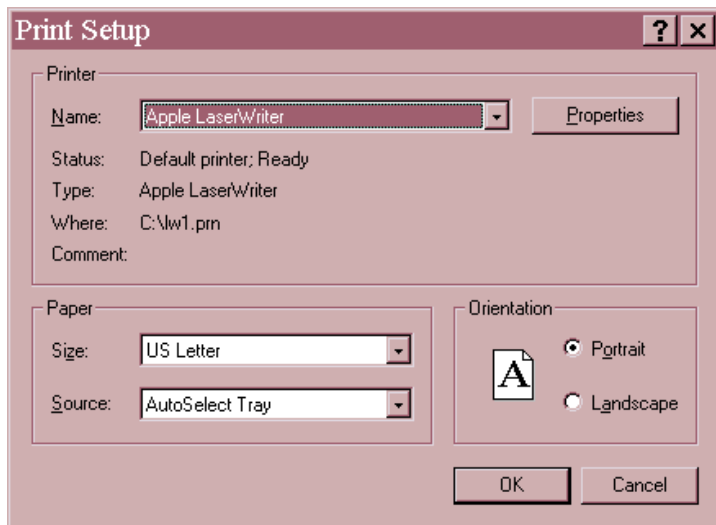 Print Setup ? ×
Printer
Name: Apple LaserWriter Properties
Status: Default printer; Ready
Type: Apple LaserWriter
Where: C:\lw1.prn
Comment:
Paper Orientation
Size: US Letter Portrait
A
Source: AutoSelect Tray Landscape
OK Cancel